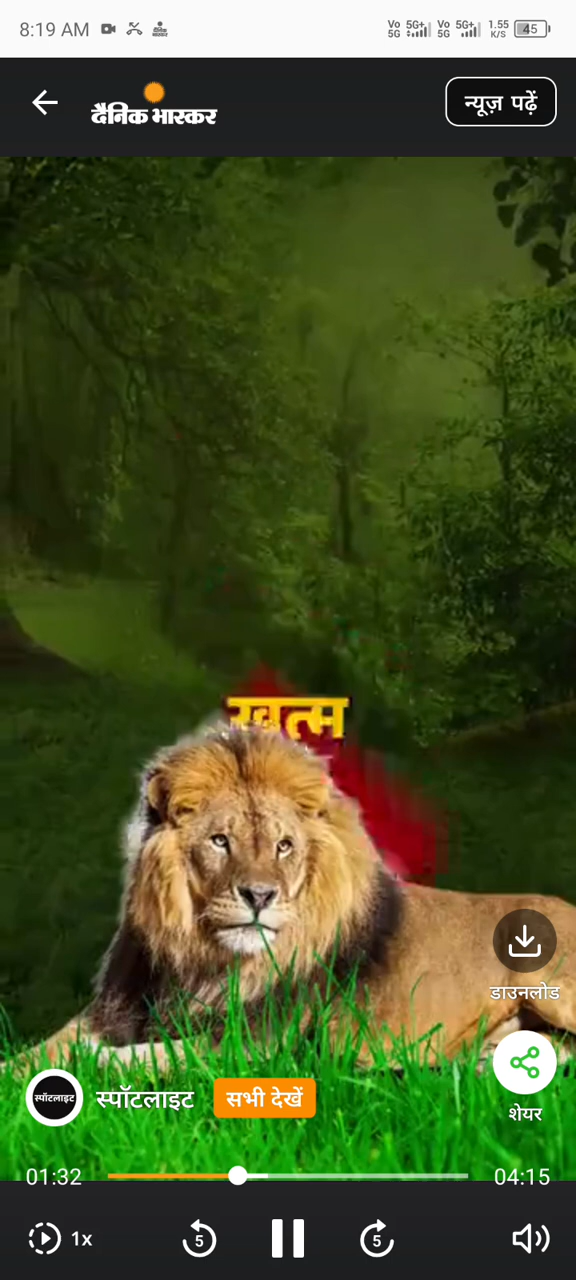 8:19 AM
Vo 5G 5G+ Vo 5G 5G+ 1.55 K/S 45
दैनिक भास्कर
न्यूज़ पढ़ें
खत्म
डाउनलोड
स्पॉटलाइट
स्पॉटलाइट
सभी देखें
शेयर
01:32
04:15
1x
5
5